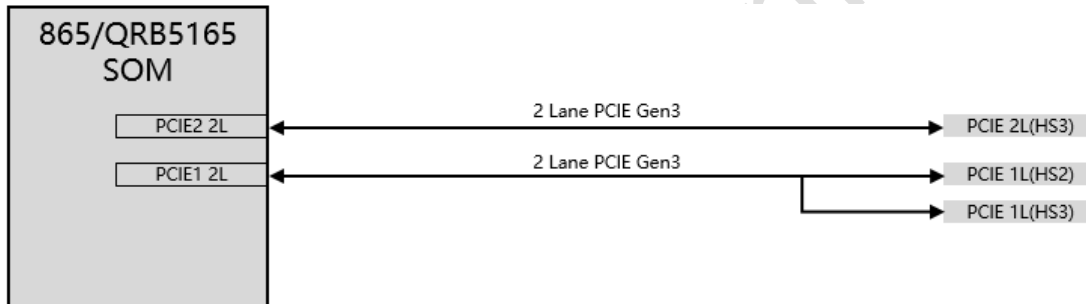 865/QRB5165
SOM
PCIE2 2L
2 Lane PCIE Gen3
PCIE 2L(HS3)
PCIE1 2L
2 Lane PCIE Gen3
PCIE 1L(HS2)
PCIE 1L(HS3)